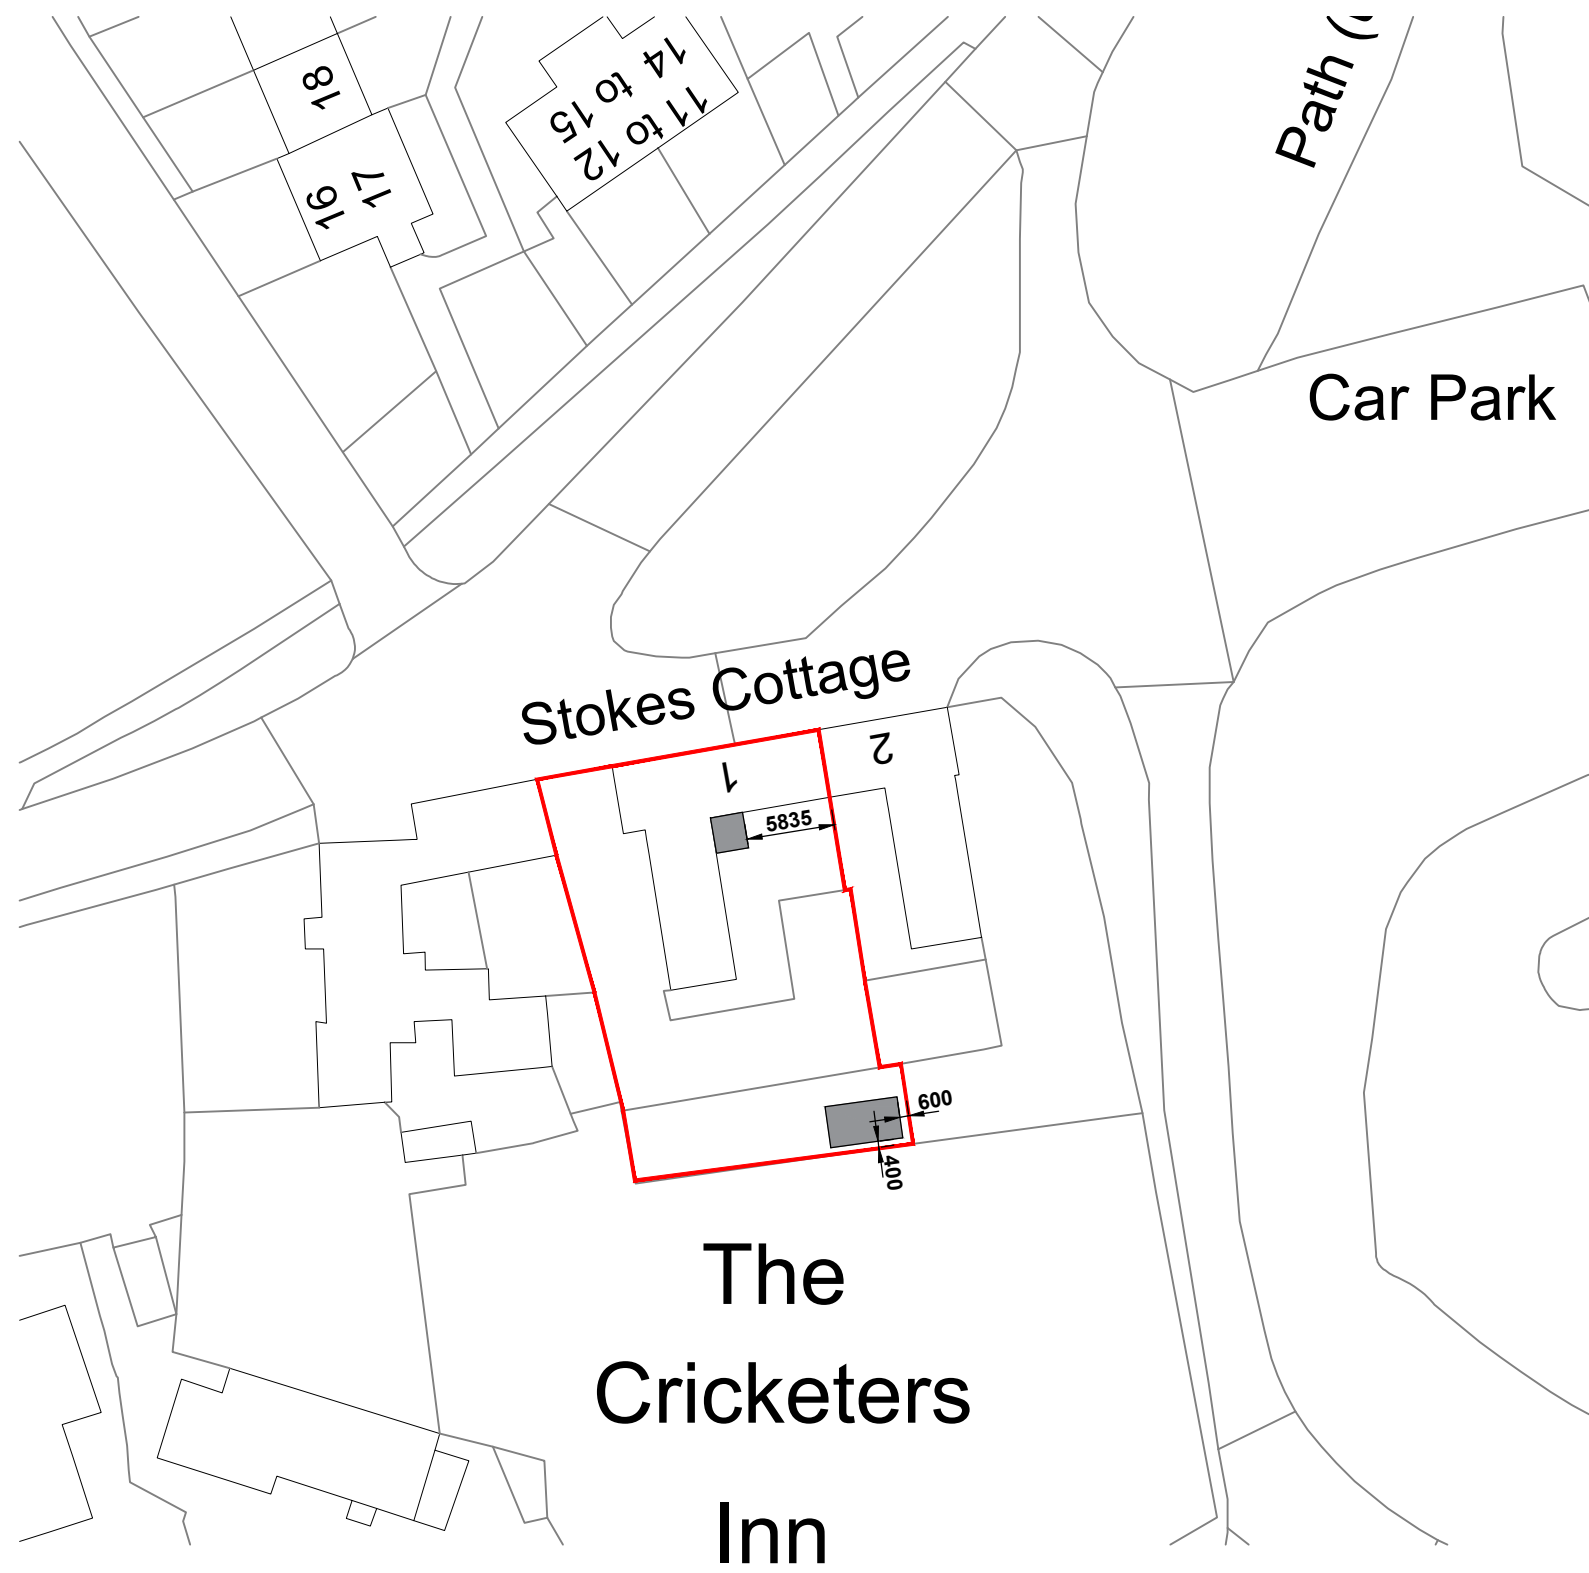 18
16
17
14 to 15
11 to 12
Path (
Car Park
Stokes Cottage
1
2
5835
600
400
The
Cricketers
Inn